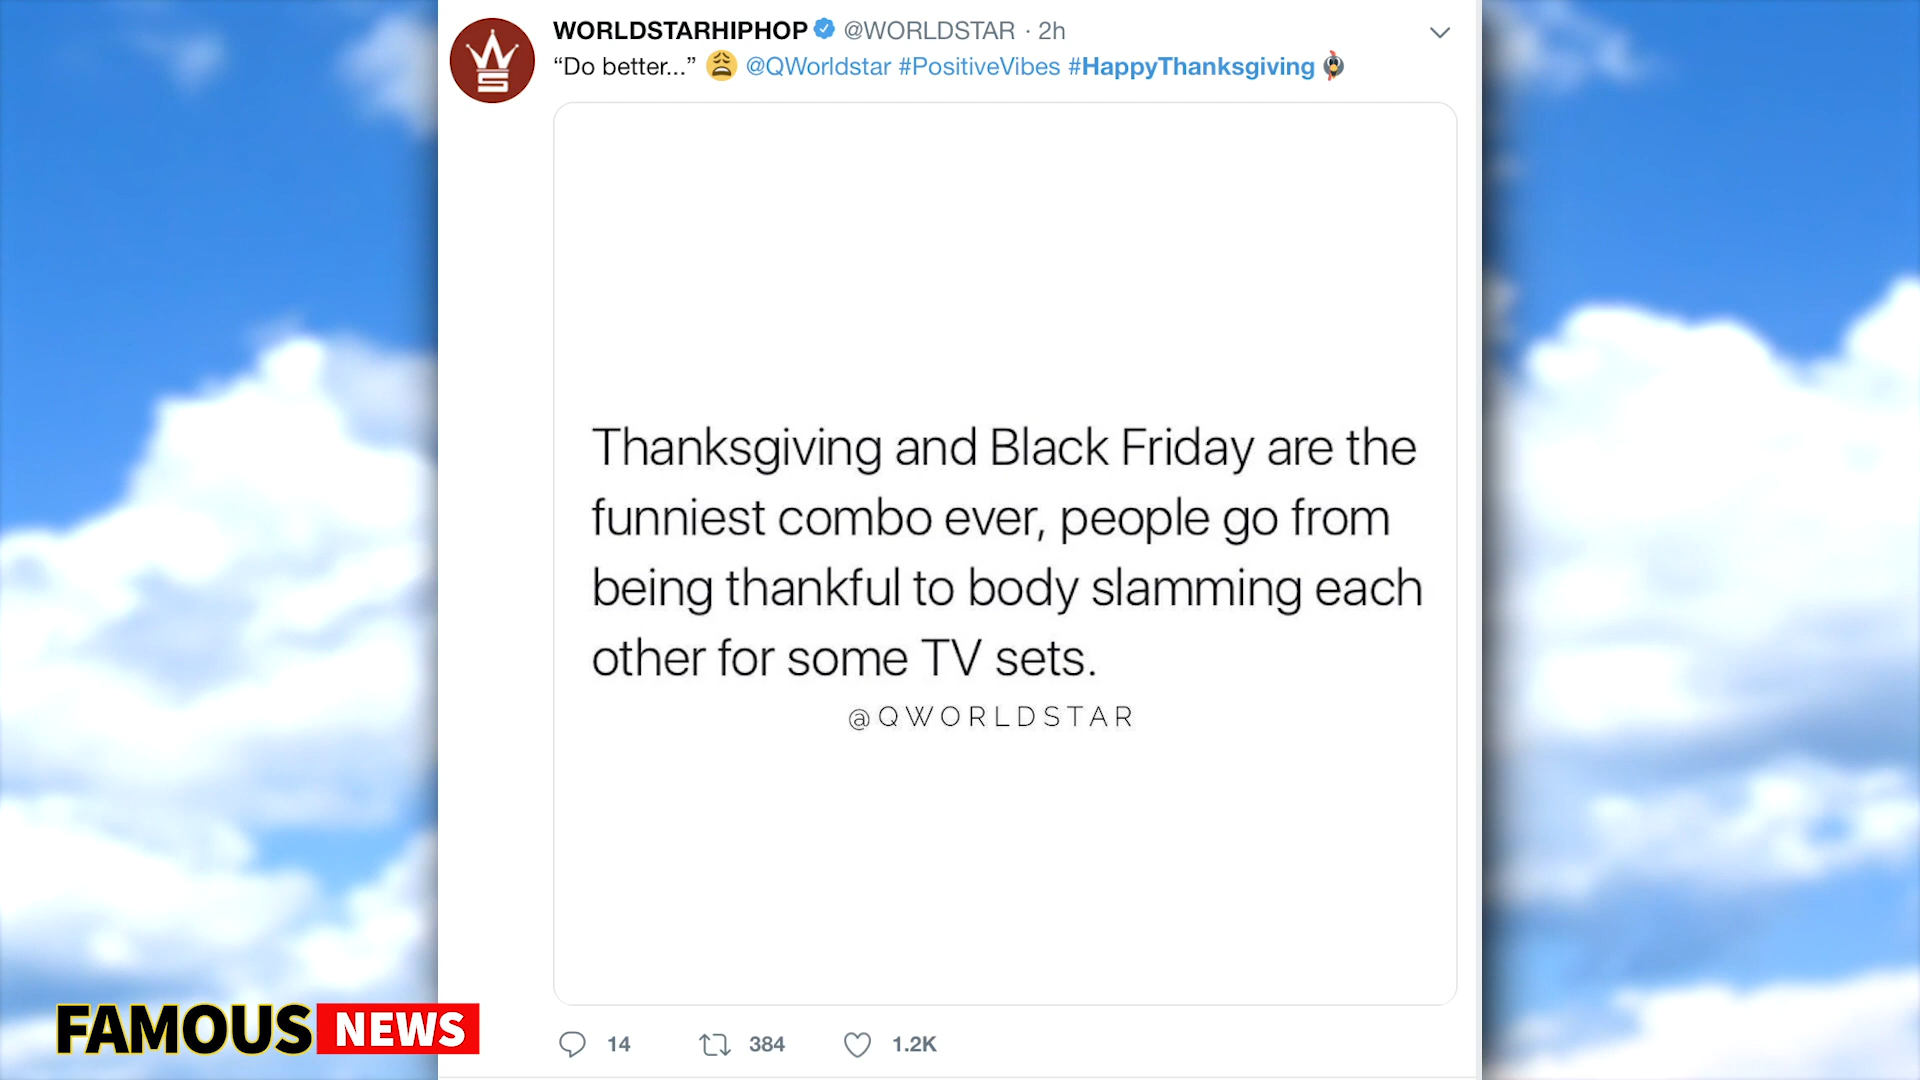 WORLDSTARHIPHOP @WORLDSTAR · 2h
“Do better...” 😩 @QWorldstar #PositiveVibes #HappyThanksgiving
Thanksgiving and Black Friday are the
funniest combo ever, people go from
being thankful to body slamming each
other for some TV sets.
@QWORLDSTAR
14 384 1.2K
FAMOUS NEWS